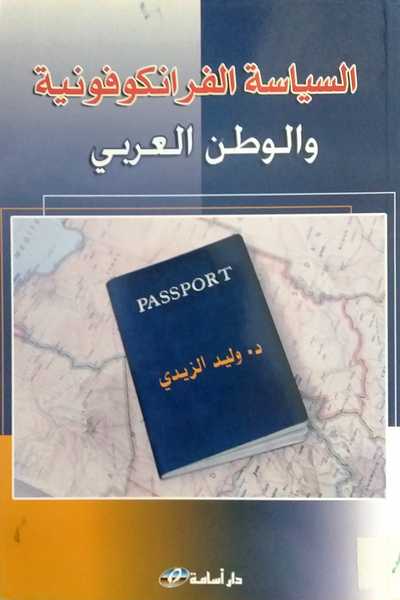 السياسة الفرانكوفونية
والوطن العربي
PASSPORT
د. وليد الزيدي
دار أسامة